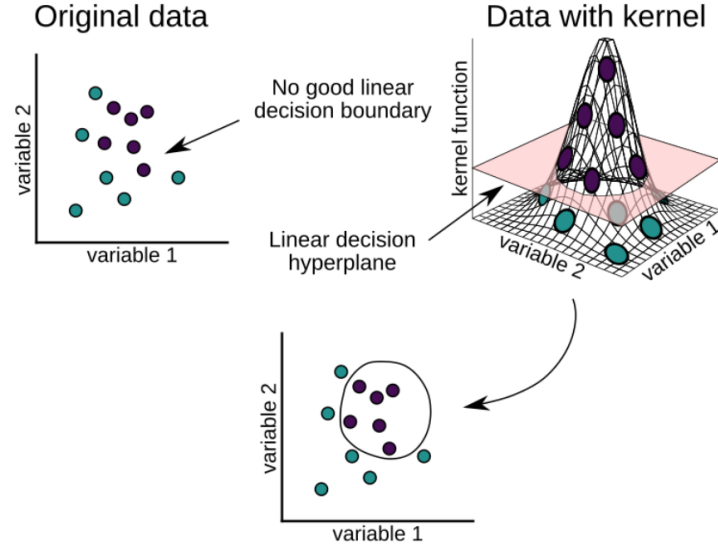 Original data
Data with kernel
variable 2
variable 1
No good linear
decision boundary
kernel function
Linear decision
hyperplane
variable 2
variable 1
variable 2
variable 1